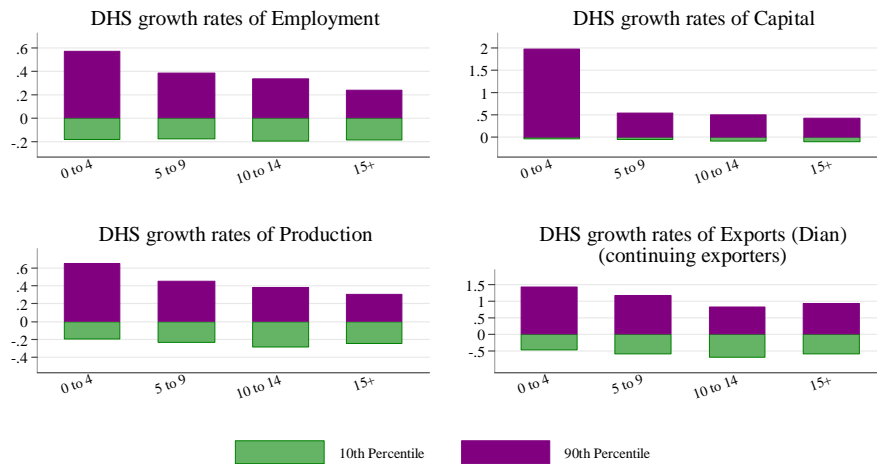 DHS growth rates of Employment
.6
.4
.2
0
-.2
0 to 4
5 to 9
10 to 14
15+
DHS growth rates of Capital
2
1.5
1
.5
0
0 to 4
5 to 9
10 to 14
15+
DHS growth rates of Production
.6
.4
.2
0
-.2
-.4
0 to 4
5 to 9
10 to 14
15+
DHS growth rates of Exports (Dian)
(continuing exporters)
1.5
1
.5
0
-.5
0 to 4
5 to 9
10 to 14
15+
10th Percentile
90th Percentile